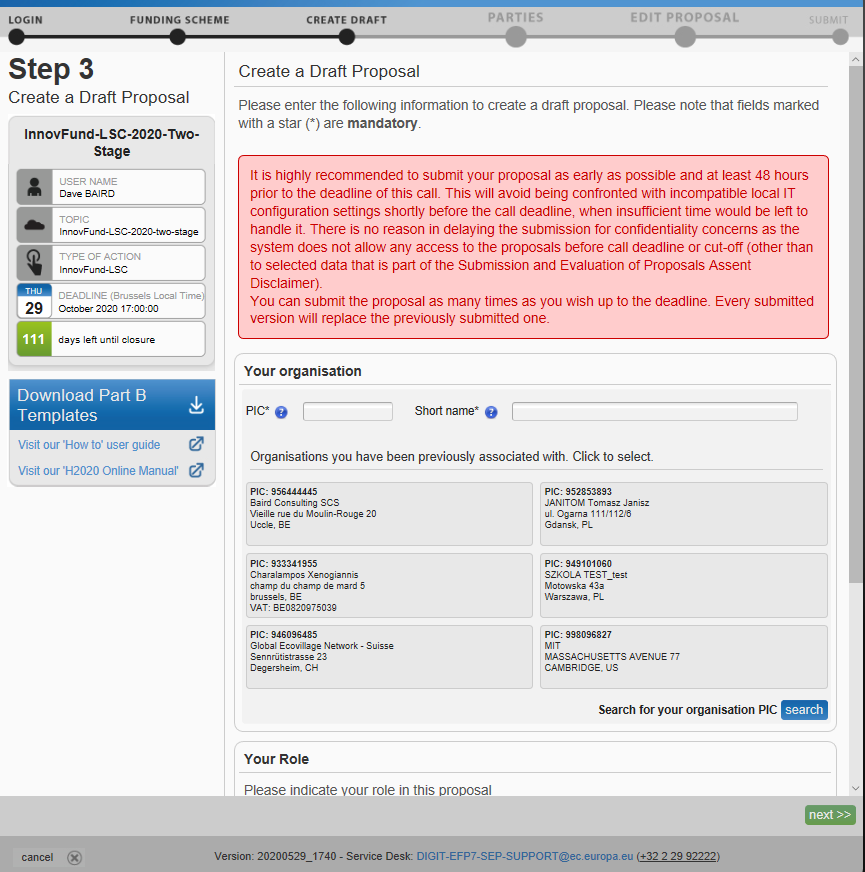 LOGIN
FUNDING SCHEME
CREATE DRAFT
PARTIES
EDIT PROPOSAL
SUBMIT
Step 3
Create a Draft Proposal
InnovFund-LSC-2020-Two-
Stage
USER NAME
Dave BAIRD
TOPIC
InnovFund-LSC-2020-two-stage
TYPE OF ACTION
InnovFund-LSC
THU
29
DEADLINE (Brussels Local Time)
October 2020 17:00:00
111
days left until closure
Download Part B
Templates
Visit our 'How to' user guide
Visit our 'H2020 Online Manual'
Create a Draft Proposal
Please enter the following information to create a draft proposal. Please note that fields marked
with a star (*) are mandatory.
It is highly recommended to submit your proposal as early as possible and at least 48 hours
prior to the deadline of this call. This will avoid being confronted with incompatible local IT
configuration settings shortly before the call deadline, when insufficient time would be left to
handle it. There is no reason in delaying the submission for confidentiality concerns as the
system does not allow any access to the proposals before call deadline or cut-off (other than
to selected data that is part of the Submission and Evaluation of Proposals Assent
Disclaimer).
You can submit the proposal as many times as you wish up to the deadline. Every submitted
version will replace the previously submitted one.
Your organisation
PIC* ?
Short name* ?
Organisations you have been previously associated with. Click to select.
PIC: 956444445
Baird Consulting SCS
Vieille rue du Moulin-Rouge 20
Uccle, BE
PIC: 952853893
JANITOM Tomasz Janisz
ul. Ogarna 111/112/6
Gdansk, PL
PIC: 933341955
Charalampos Xenogiannis
champ du champ de mard 5
brussels, BE
VAT: BE0820975039
PIC: 949101060
SZKOLA TEST_test
Motowska 43a
Warszawa, PL
PIC: 946096485
Global Ecovillage Network - Suisse
Sennrütistrasse 23
Degersheim, CH
PIC: 998096827
MIT
MASSACHUSETTS AVENUE 77
CAMBRIDGE, US
Search for your organisation PIC search
Your Role
Please indicate your role in this proposal
next >>
cancel
Version: 20200529_1740 - Service Desk: DIGIT-EFP7-SEP-SUPPORT@ec.europa.eu (+32 2 29 92222)